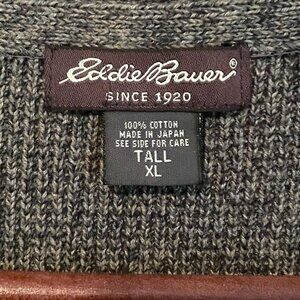 Eddie Bauer®
SINCE 1920
100% COTTON
MADE IN JAPAN
SEE SIDE FOR CARE
TALL
XL